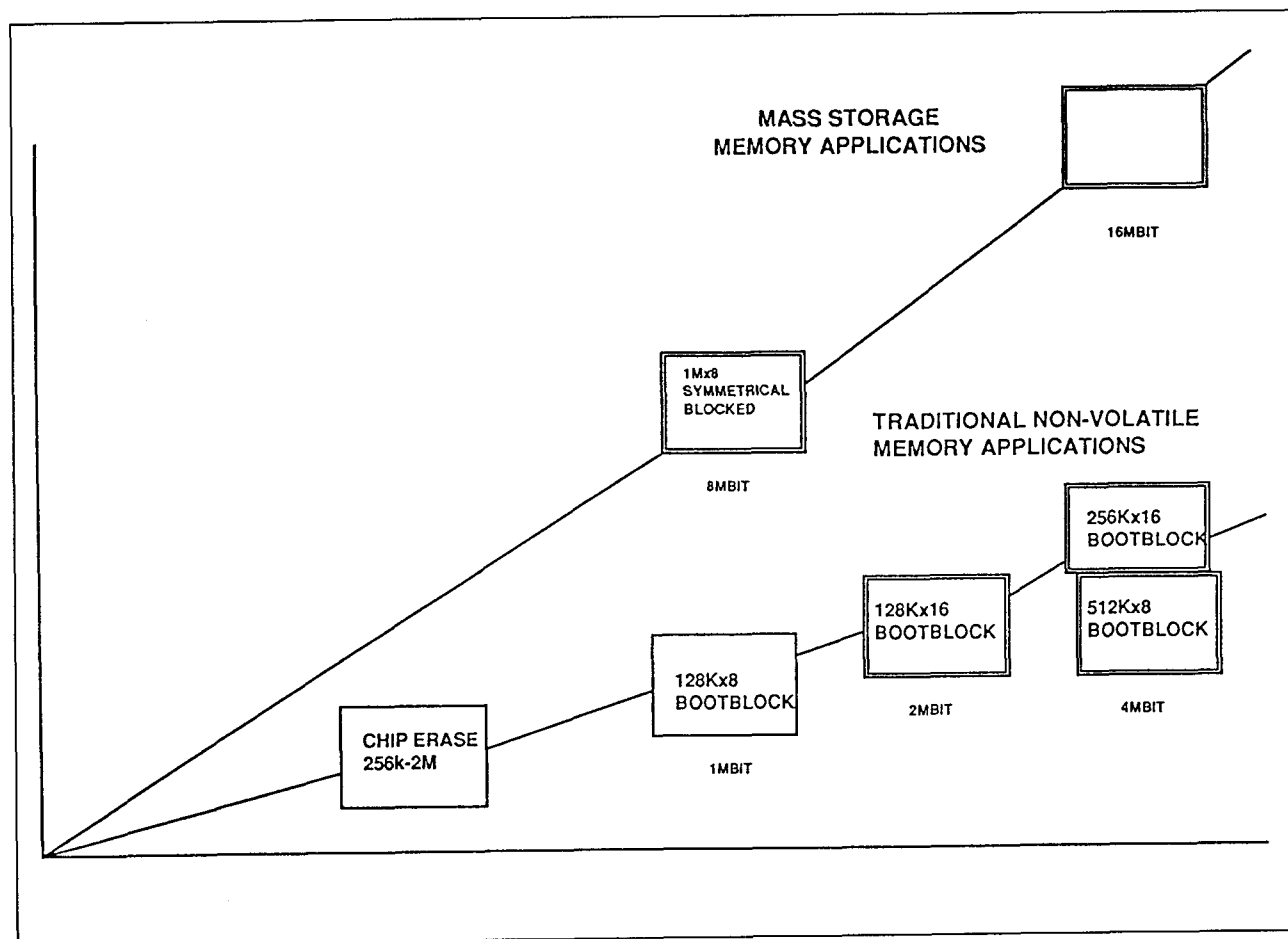 MASS STORAGE
MEMORY APPLICATIONS
16MBIT
1Mx8
SYMMETRICAL
BLOCKED
8MBIT
TRADITIONAL NON-VOLATILE
MEMORY APPLICATIONS
256Kx16
BOOTBLOCK
512Kx8
BOOTBLOCK
4MBIT
128Kx16
BOOTBLOCK
2MBIT
128Kx8
BOOTBLOCK
1MBIT
CHIP ERASE
256k-2M